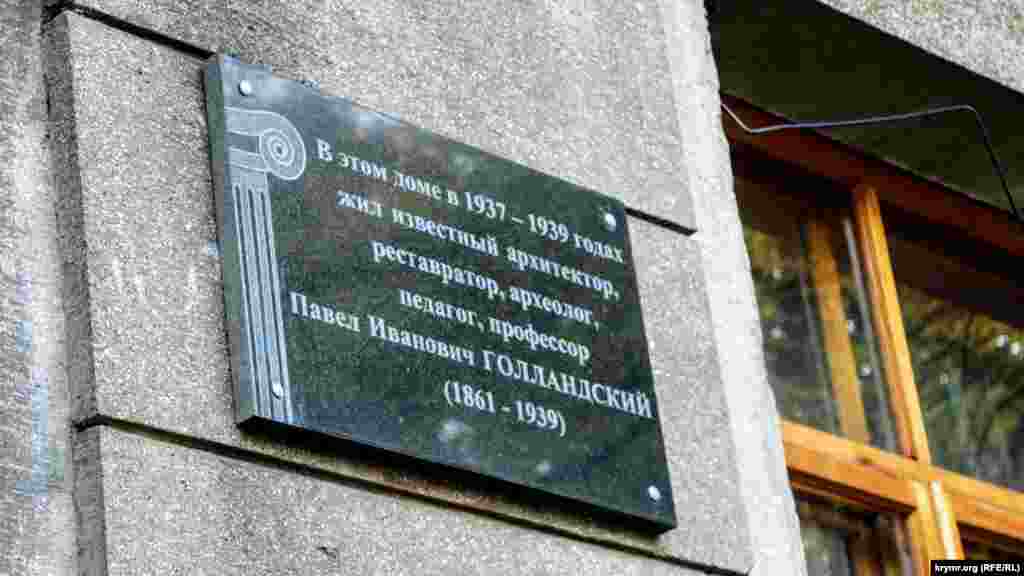 В этом доме в 1937 – 1939 годах
жил известный архитектор,
реставратор, археолог,
педагог, профессор
Павел Иванович ГОЛЛАНДСКИЙ
(1861 - 1939)
krymr.org (RFE/RL)